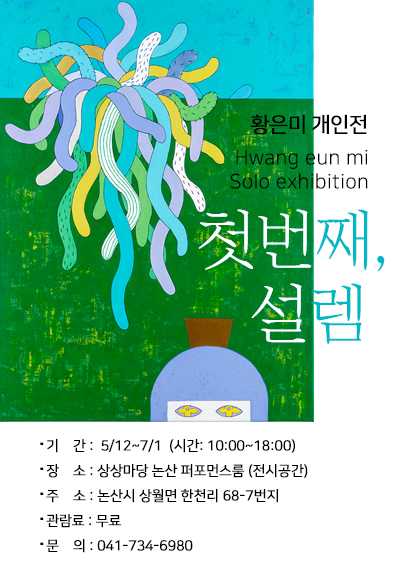 황은미 개인전
Hwang eun mi
Solo exhibition
첫번째,
설렘
· 기 간 : 5/12~7/1 (시간: 10:00~18:00)
· 장 소 : 상상마당 논산 퍼포먼스룸 (전시공간)
· 주 소 : 논산시 상월면 한천리 68-7번지
· 관람료 : 무료
· 문 의 : 041-734-6980